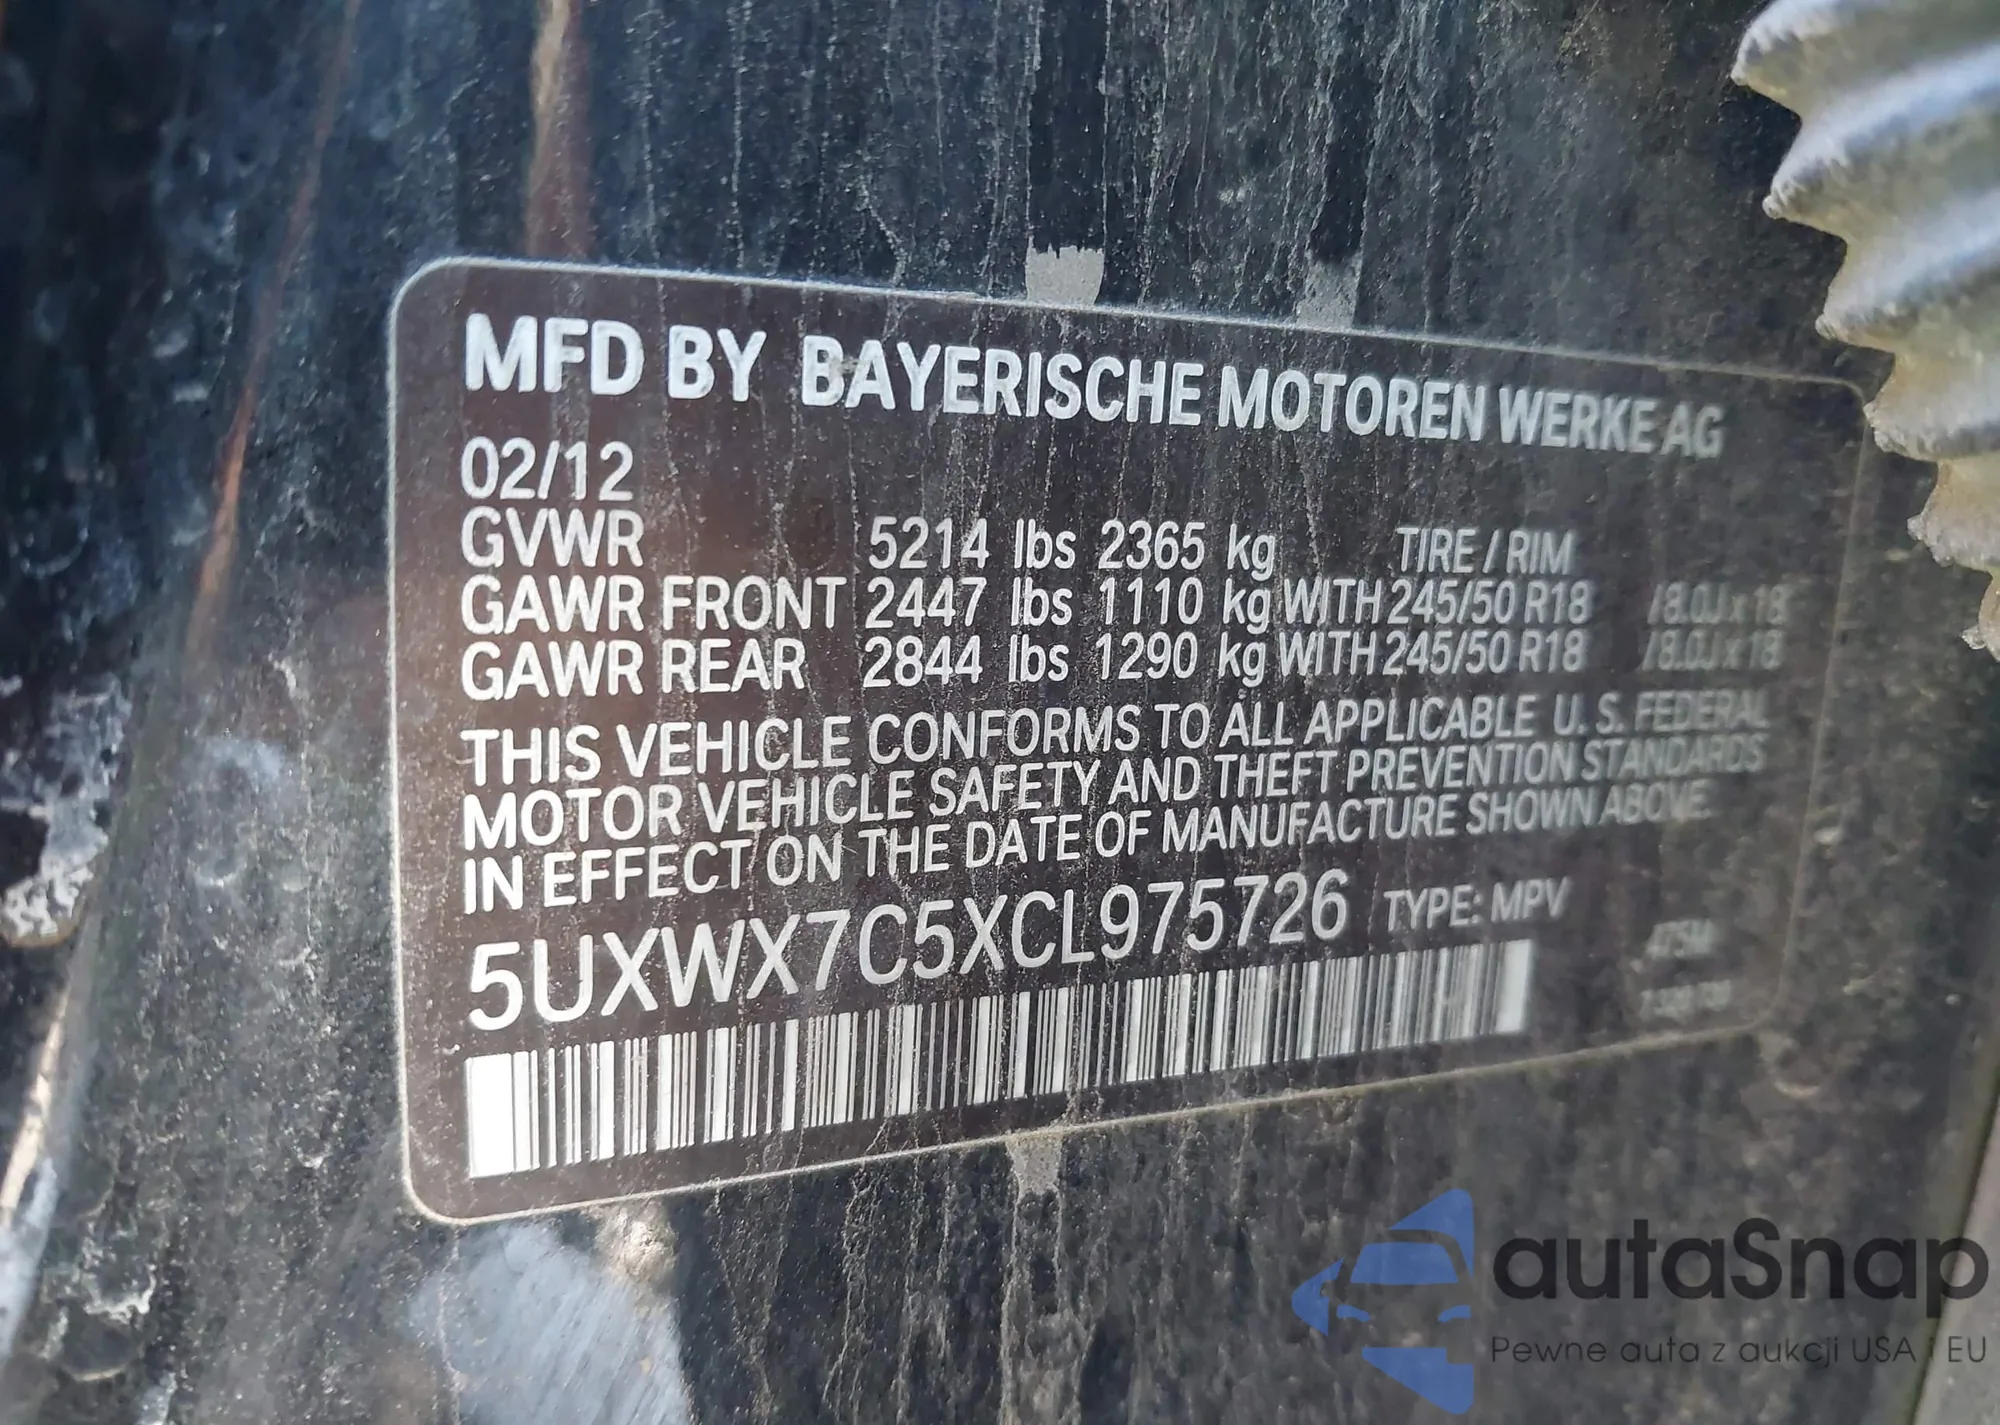 MFD BY BAYERISCHE MOTOREN WERKE AG
02/12
GVWR 5214 lbs 2365 kg TIRE / RIM
GAWR FRONT 2447 lbs 1110 kg WITH 245/50 R18 /8.0J x 18
GAWR REAR 2844 lbs 1290 kg WITH 245/50 R18 /8.0J x 18
THIS VEHICLE CONFORMS TO ALL APPLICABLE U. S. FEDERAL
MOTOR VEHICLE SAFETY AND THEFT PREVENTION STANDARDS
IN EFFECT ON THE DATE OF MANUFACTURE SHOWN ABOVE.
5UXWX7C5XCL975726 TYPE: MPV
475M
autaSnap
Pewne auta z aukcji USA i EU